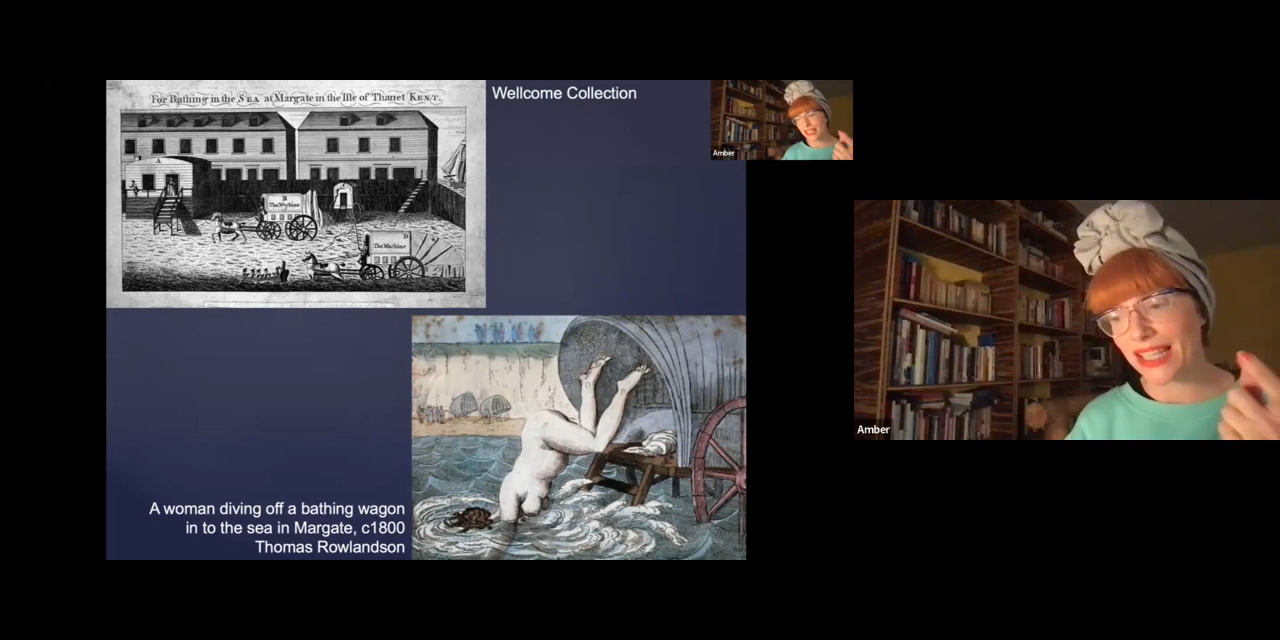 For Bathing in the SEA at Margate in the Isle of Thanet KENT.
Wellcome Collection
Amber
A
B
The Machine
D
The Machine
Amber
A woman diving off a bathing wagon
in to the sea in Margate, c1800
Thomas Rowlandson